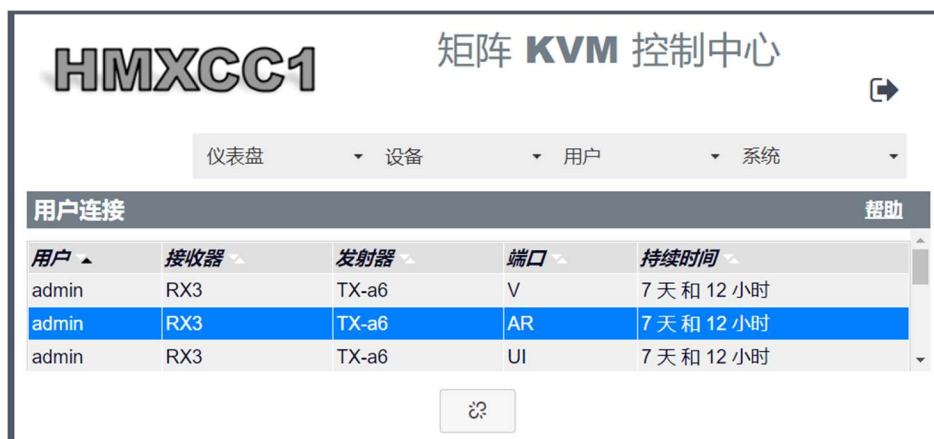 HMXCC1
矩阵 KVM 控制中心
仪表盘 设备 用户 系统
用户连接 帮助
用户 接收器 发射器 端口 持续时间
admin RX3 TX-a6 V 7 天 和 12 小时
admin RX3 TX-a6 AR 7 天 和 12 小时
admin RX3 TX-a6 UI 7 天 和 12 小时